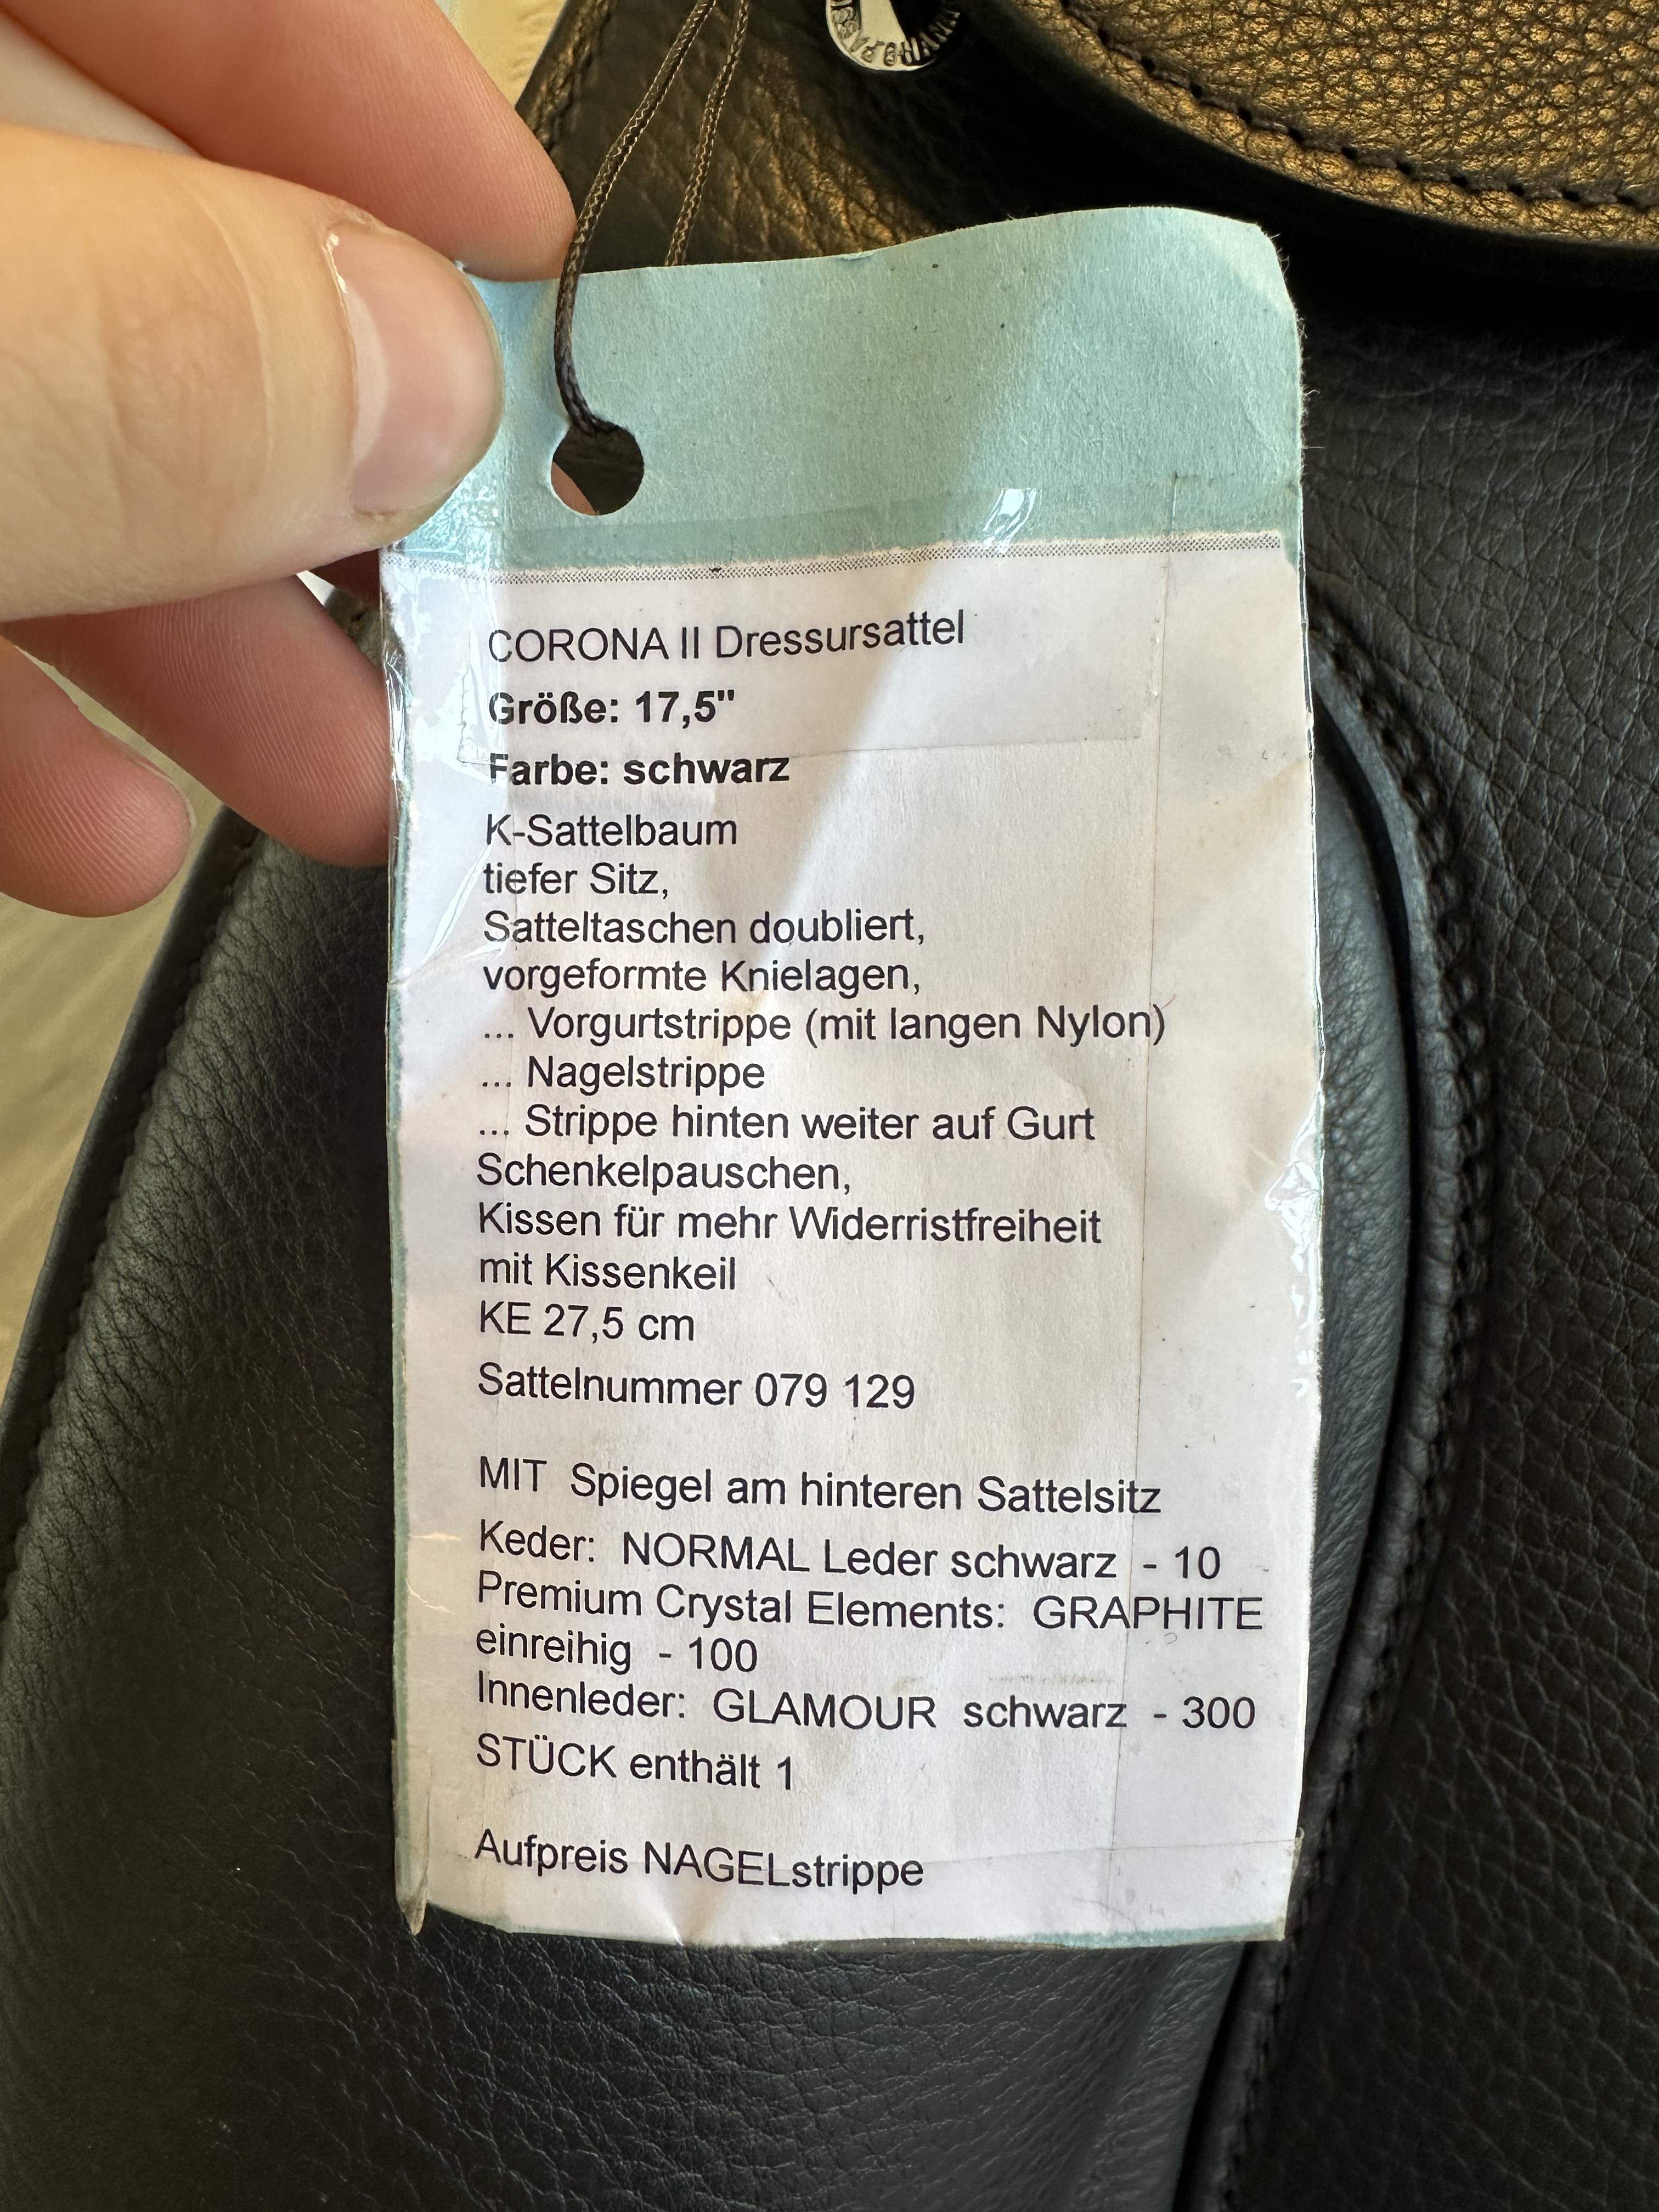 CORONA II Dressursattel
Größe: 17,5"
Farbe: schwarz
K-Sattelbaum
tiefer Sitz,
Satteltaschen doubliert,
vorgeformte Knielagen,
... Vorgurtstrippe (mit langen Nylon)
... Nagelstrippe
... Strippe hinten weiter auf Gurt
Schenkelpauschen,
Kissen für mehr Widerristfreiheit
mit Kissenkeil
KE 27,5 cm
Sattelnummer 079 129
MIT Spiegel am hinteren Sattelsitz
Keder: NORMAL Leder schwarz - 10
Premium Crystal Elements: GRAPHITE
einreihig - 100
Innenleder: GLAMOUR schwarz - 300
STÜCK enthält 1
Aufpreis NAGELstrippe